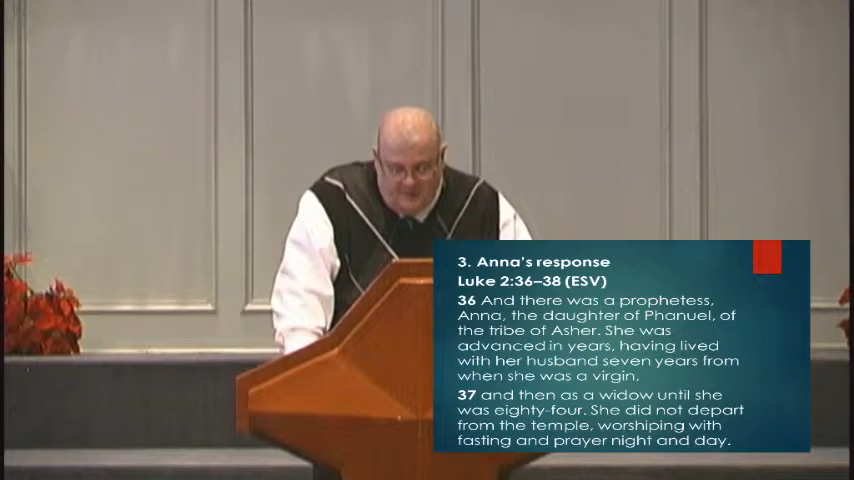 3. Anna's response
Luke 2:36–38 (ESV)
36 And there was a prophetess,
Anna, the daughter of Phanuel, of
the tribe of Asher. She was
advanced in years, having lived
with her husband seven years from
when she was a virgin,
37 and then as a widow until she
was eighty-four. She did not depart
from the temple, worshiping with
fasting and prayer night and day.